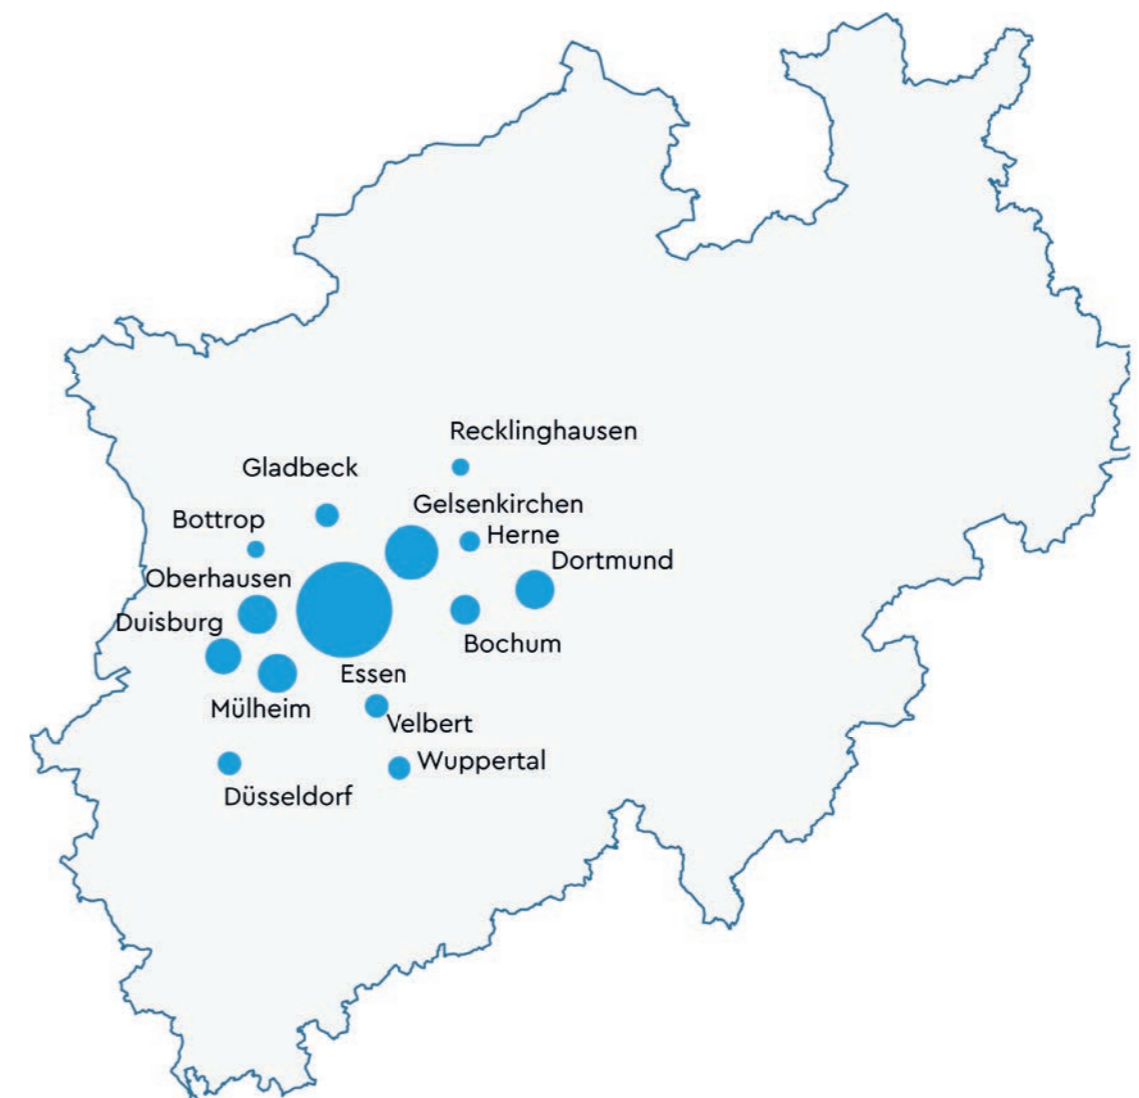 Recklinghausen
Gladbeck
Gelsenkirchen
Bottrop
Herne
Dortmund
Oberhausen
Duisburg
Bochum
Essen
Mülheim
Velbert
Wuppertal
Düsseldorf